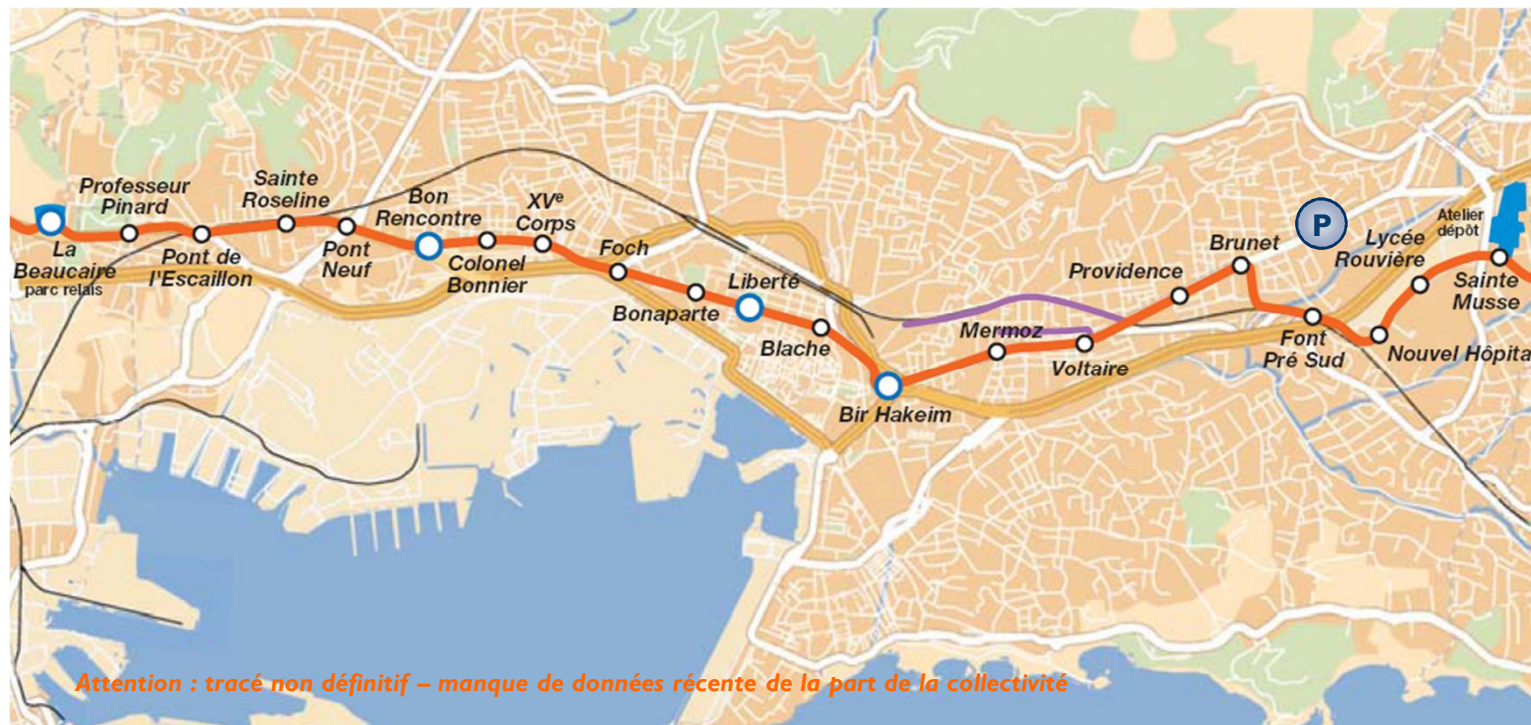 Professeur
Pinard
Sainte
Roseline
Bon
Rencontre
XVe
Corps
La
Beaucaire
parc relais
Pont de
l'Escaillon
Pont
Neuf
Colonel
Bonnier
Foch
Bonaparte
Liberté
Blache
Bir Hakeim
Mermoz
Voltaire
Providence
Brunet
P
Font
Pré Sud
Lycée
Rouvière
Atelier
dépôt
Nouvel Hôpita
Sainte
Musse
Attention : tracé non définitif – manque de données récente de la part de la collectivité